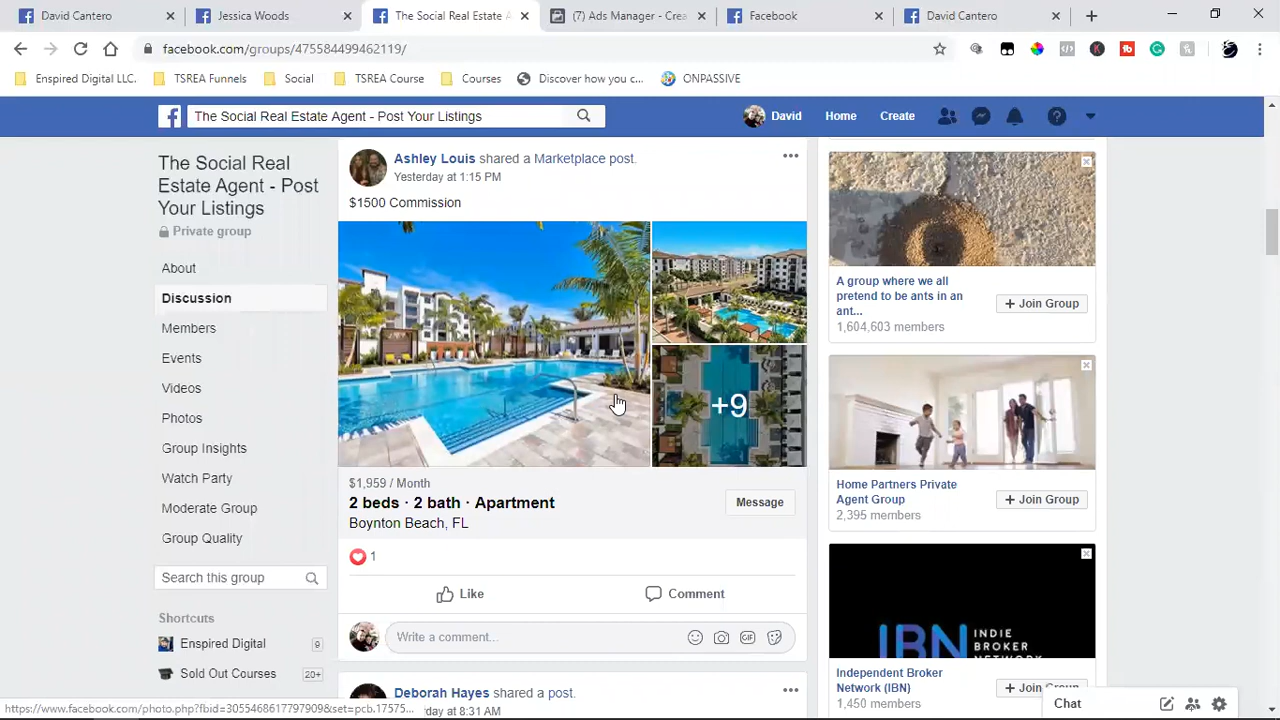 David Cantero
Jessica Woods
The Social Real Estate A
(7) Ads Manager - Crea
Facebook
David Cantero
facebook.com/groups/475584499462119/
Enspired Digital LLC.
TSREA Funnels
Social
TSREA Course
Courses
Discover how you c...
ONPASSIVE
The Social Real Estate Agent - Post Your Listings
David
Home
Create
The Social Real
Estate Agent - Post
Your Listings
Private group
About
Discussion
Members
Events
Videos
Photos
Group Insights
Watch Party
Moderate Group
Group Quality
Search this group
Shortcuts
Enspired Digital
9
Sold Out Courses
20+
Ashley Louis shared a Marketplace post.
Yesterday at 1:15 PM
$1500 Commission
+9
$1,959 / Month
2 beds · 2 bath · Apartment
Boynton Beach, FL
Message
1
Like
Comment
Write a comment...
GIF
Deborah Hayes shared a post.
Yesterday at 8:31 AM
A group where we all
pretend to be ants in an
ant...
1,604,603 members
+ Join Group
Home Partners Private
Agent Group
2,395 members
+ Join Group
IBN
INDIE
BROKER
NETWORK
Independent Broker
Network (IBN)
1,450 members
+ Join Group
Chat
https://www.facebook.com/photo.php?fbid=3055468617797909&set=pcb.17575...